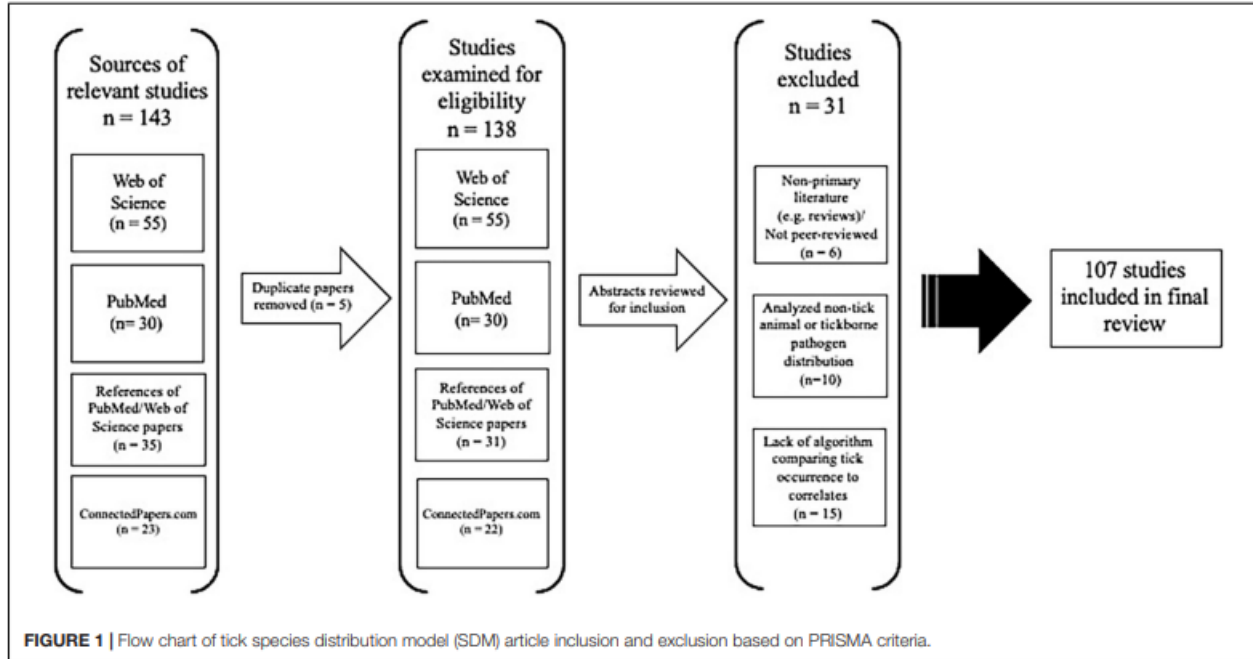 Sources of
relevant studies
n = 143
Web of
Science
(n = 55)
PubMed
(n= 30)
References of
PubMed/Web of
Science papers
(n = 35)
ConnectedPapers.com
(n = 23)
Duplicate papers
removed (n = 5)
Studies
examined for
eligibility
n = 138
Web of
Science
(n = 55)
PubMed
(n= 30)
References of
PubMed/Web of
Science papers
(n = 31)
ConnectedPapers.com
(n = 22)
Abstracts reviewed
for inclusion
Studies
excluded
n = 31
Non-primary
literature
(e.g. reviews)/
Not peer-reviewed
(n = 6)
Analyzed non-tick
animal or tickborne
pathogen
distribution
(n=10)
Lack of algorithm
comparing tick
occurrence to
correlates
(n = 15)
107 studies
included in final
review
FIGURE 1 | Flow chart of tick species distribution model (SDM) article inclusion and exclusion based on PRISMA criteria.